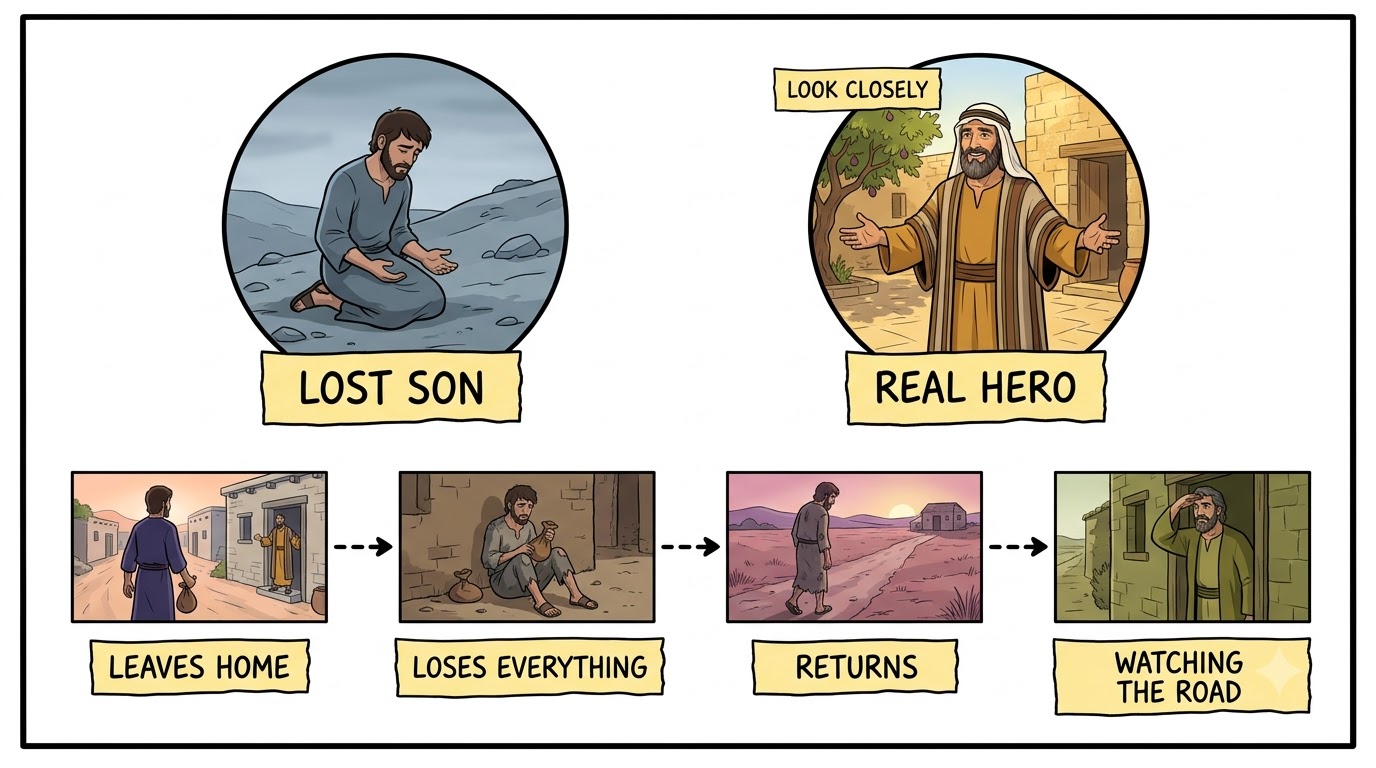 LOOK CLOSELY
LOST SON
REAL HERO
LEAVES HOME
LOSES EVERYTHING
RETURNS
WATCHING
THE ROAD